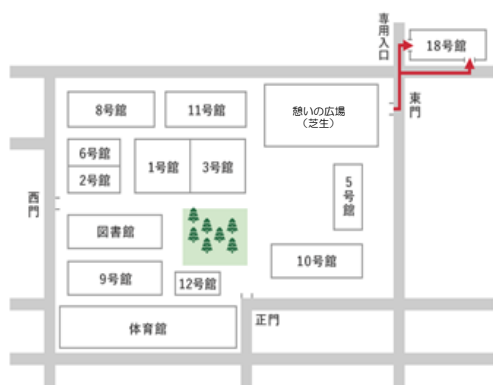 専用入口
18号館
8号館
11号館
憩いの広場
（芝生）
東門
6号館
2号館
1号館
3号館
5号館
西門
図書館
10号館
9号館
12号館
正門
体育館